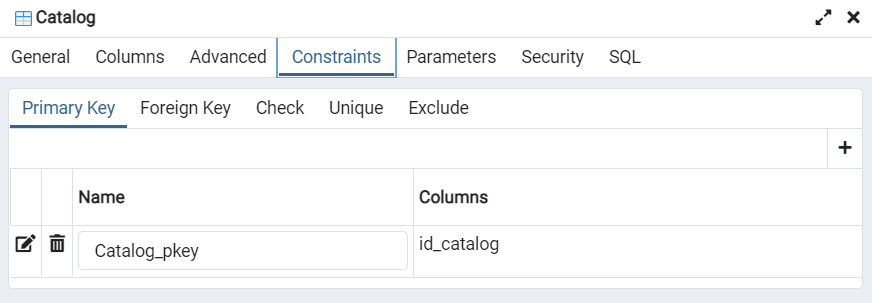 Catalog
General Columns Advanced Constraints Parameters Security SQL
Primary Key Foreign Key Check Unique Exclude
Name Columns
Catalog_pkey id_catalog